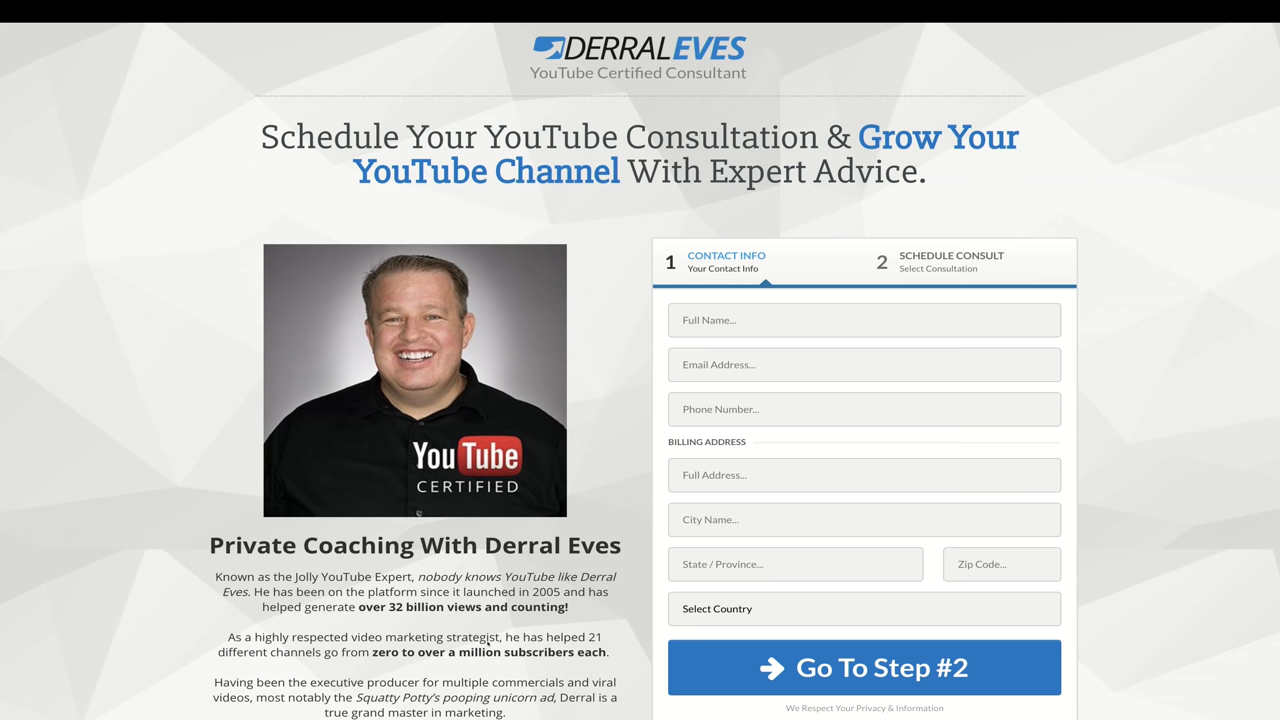 DERRALEVES
YouTube Certified Consultant
Schedule Your YouTube Consultation & Grow Your
YouTube Channel With Expert Advice.
YouTube
CERTIFIED
Private Coaching With Derral Eves
Known as the Jolly YouTube Expert, nobody knows YouTube like Derral
Eves. He has been on the platform since it launched in 2005 and has
helped generate over 32 billion views and counting!
As a highly respected video marketing strategist, he has helped 21
different channels go from zero to over a million subscribers each.
Having been the executive producer for multiple commercials and viral
videos, most notably the Squatty Potty's pooping unicorn ad, Derral is a
true grand master in marketing.
1 CONTACT INFO
Your Contact Info
2 SCHEDULE CONSULT
Select Consultation
Full Name...
Email Address...
Phone Number...
BILLING ADDRESS
Full Address...
City Name...
State / Province...
Zip Code...
Select Country
Go To Step #2
We Respect Your Privacy & Information